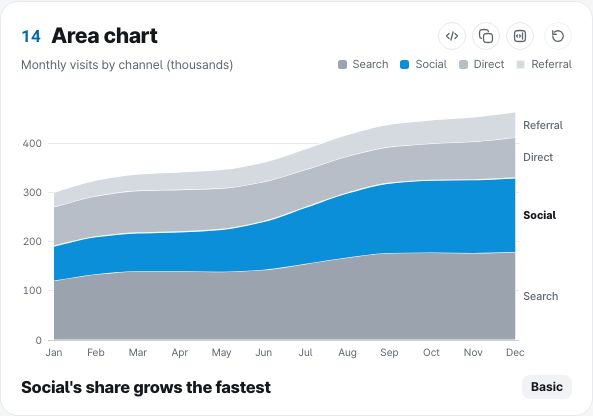 14 Area chart
Monthly visits by channel (thousands)
Search Social Direct Referral
400
300
200
100
0
Referral
Direct
Social
Search
Jan Feb Mar Apr May Jun Jul Aug Sep Oct Nov Dec
Social's share grows the fastest
Basic